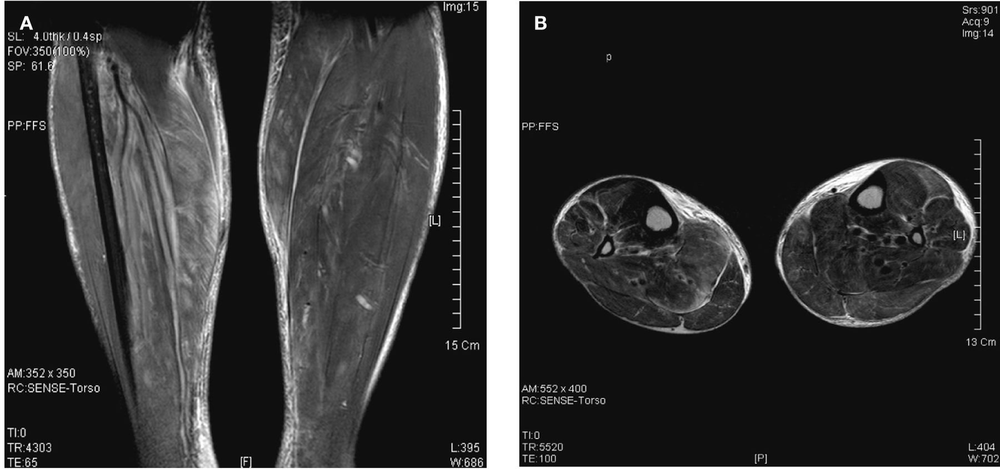 A
Img:15
SL: 4.0thk / 0.4sp
FOV:350(100%)
SP: 61.6
PP:FFS
[L]
15 Cm
AM:352 x 350
RC:SENSE-Torso
TI:0
TR:4303
TE:65
[F]
L:395
W:686
B
Srs:901
Acq:9
Img:14
p
PP:FFS
[L]
13 Cm
AM:552 x 400
RC:SENSE-Torso
TI:0
TR:5520
TE:100
[P]
L:404
W:702